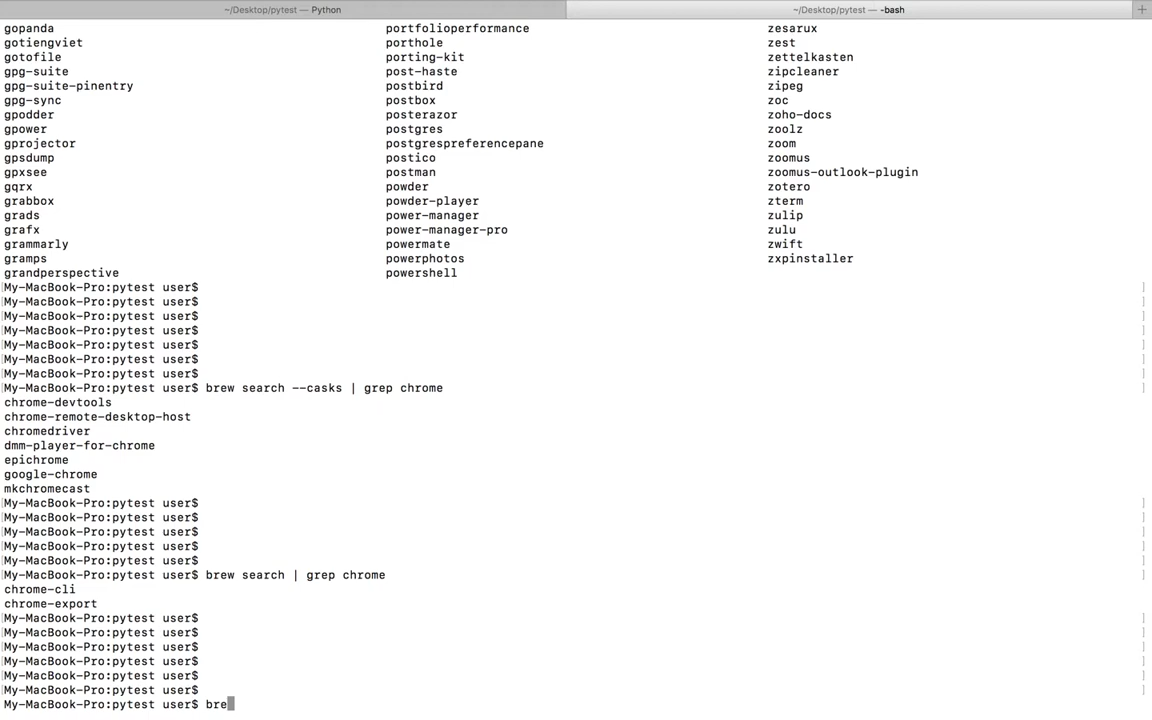 ~/Desktop/pytest — Python ~/Desktop/pytest — -bash +
gopanda portfolioperformance zesarux
gotiengviet porthole zest
gotofile porting-kit zettelkasten
gpg-suite post-haste zipcleaner
gpg-suite-pinentry postbird zipeg
gpg-sync postbox zoc
gpodder posterazor zoho-docs
gpower postgres zoolz
gprojector postgrespreferencepane zoom
gpsdump postico zoomus
gpxsee postman zoomus-outlook-plugin
gqrx powder zotero
grabbox powder-player zterm
grads power-manager zulip
grafx power-manager-pro zulu
grammarly powermate zwift
gramps powerphotos zxpinstaller
grandperspective powershell
[My-MacBook-Pro:pytest user$ ]
[My-MacBook-Pro:pytest user$ ]
[My-MacBook-Pro:pytest user$ ]
[My-MacBook-Pro:pytest user$ ]
[My-MacBook-Pro:pytest user$ ]
[My-MacBook-Pro:pytest user$ ]
[My-MacBook-Pro:pytest user$ ]
[My-MacBook-Pro:pytest user$ brew search --casks | grep chrome ]
chrome-devtools
chrome-remote-desktop-host
chromedriver
dmm-player-for-chrome
epichrome
google-chrome
mkchromecast
[My-MacBook-Pro:pytest user$ ]
[My-MacBook-Pro:pytest user$ ]
[My-MacBook-Pro:pytest user$ ]
[My-MacBook-Pro:pytest user$ ]
[My-MacBook-Pro:pytest user$ ]
[My-MacBook-Pro:pytest user$ brew search | grep chrome ]
chrome-cli
chrome-export
[My-MacBook-Pro:pytest user$ ]
[My-MacBook-Pro:pytest user$ ]
[My-MacBook-Pro:pytest user$ ]
[My-MacBook-Pro:pytest user$ ]
[My-MacBook-Pro:pytest user$ ]
[My-MacBook-Pro:pytest user$ ]
My-MacBook-Pro:pytest user$ bre